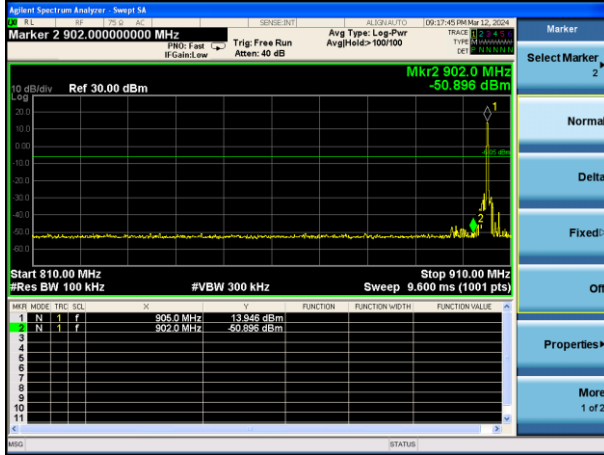 Agilent Spectrum Analyzer - Swept SA
RL RF 75 Ω AC SENSE:INT ALIGNAUTO 09:17:45 PM Mar 12, 2024
Marker 2 902.000000000 MHz
PNO: Fast
IFGain:Low
Trig: Free Run
Atten: 40 dB
Avg Type: Log-Pwr
Avg|Hold>100/100
TRACE 1 2 3 4 5 6
TYPE M
DET P N N N N N
Mkr2 902.0 MHz
-50.896 dBm
10 dB/div Ref 30.00 dBm
Log
20.0
10.0
0.00
-10.0
-20.0
-30.0
-40.0
-50.0
-60.0
1
2
Start 810.00 MHz Stop 910.00 MHz
#Res BW 100 kHz #VBW 300 kHz Sweep 9.600 ms (1001 pts)
MKR MODE TRC SCL X Y FUNCTION FUNCTION WIDTH FUNCTION VALUE
1 N 1 f 905.0 MHz 13.946 dBm
2 N 1 f 902.0 MHz -50.896 dBm
3
4
5
6
7
8
9
10
11
MSG STATUS
Marker
Select Marker
2
Normal
Delta
Fixed
Off
Properties
More
1 of 2